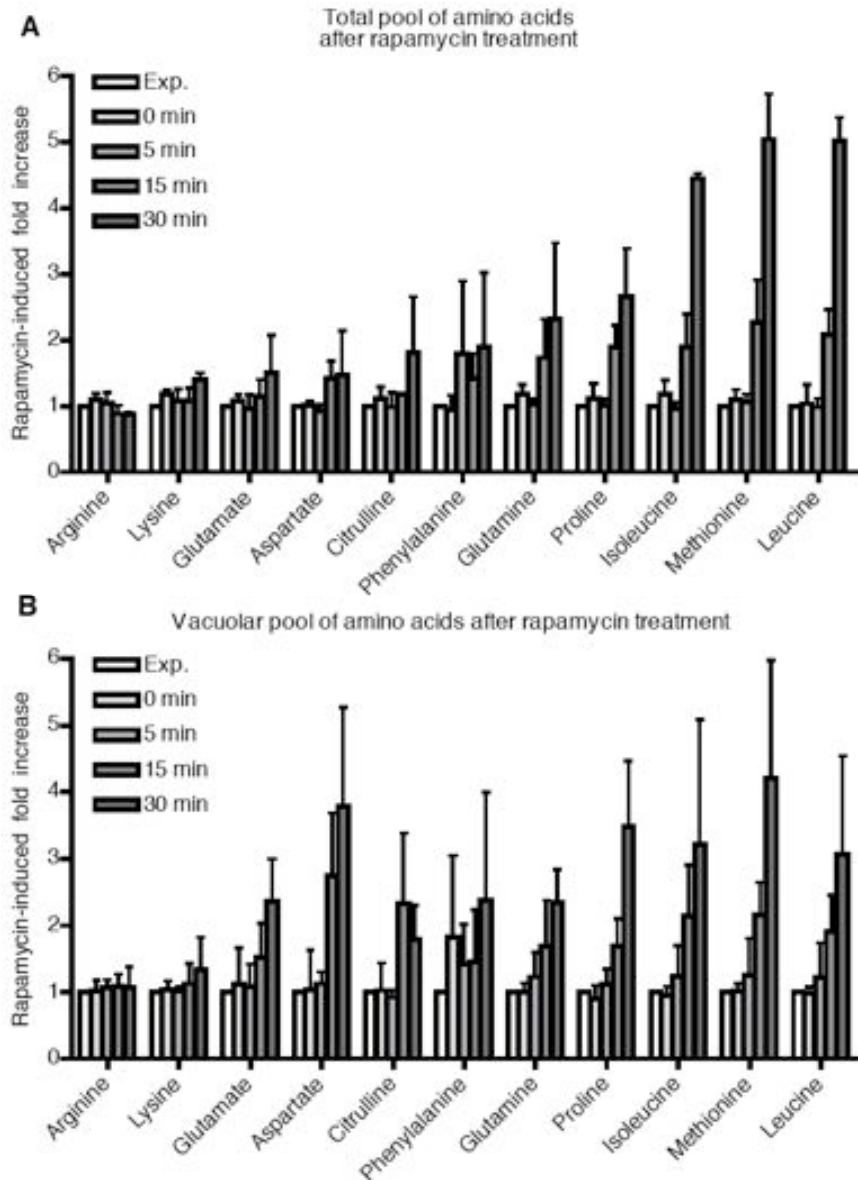 A
Total pool of amino acids
after rapamycin treatment
Rapamycin-induced fold increase
6
5
4
3
2
1
0
Exp.
0 min
5 min
15 min
30 min
Arginine
Lysine
Glutamate
Aspartate
Citrulline
Phenylalanine
Glutamine
Proline
Isoleucine
Methionine
Leucine
B
Vacuolar pool of amino acids after rapamycin treatment
Rapamycin-induced fold increase
6
5
4
3
2
1
0
Exp.
0 min
5 min
15 min
30 min
Arginine
Lysine
Glutamate
Aspartate
Citrulline
Phenylalanine
Glutamine
Proline
Isoleucine
Methionine
Leucine